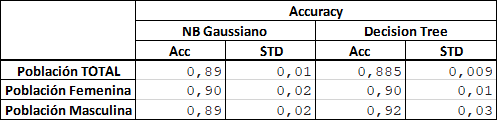 Accuracy
NB Gaussiano Decision Tree
Acc STD Acc STD
Población TOTAL 0,89 0,01 0,885 0,009
Población Femenina 0,90 0,02 0,90 0,01
Población Masculina 0,89 0,02 0,92 0,03